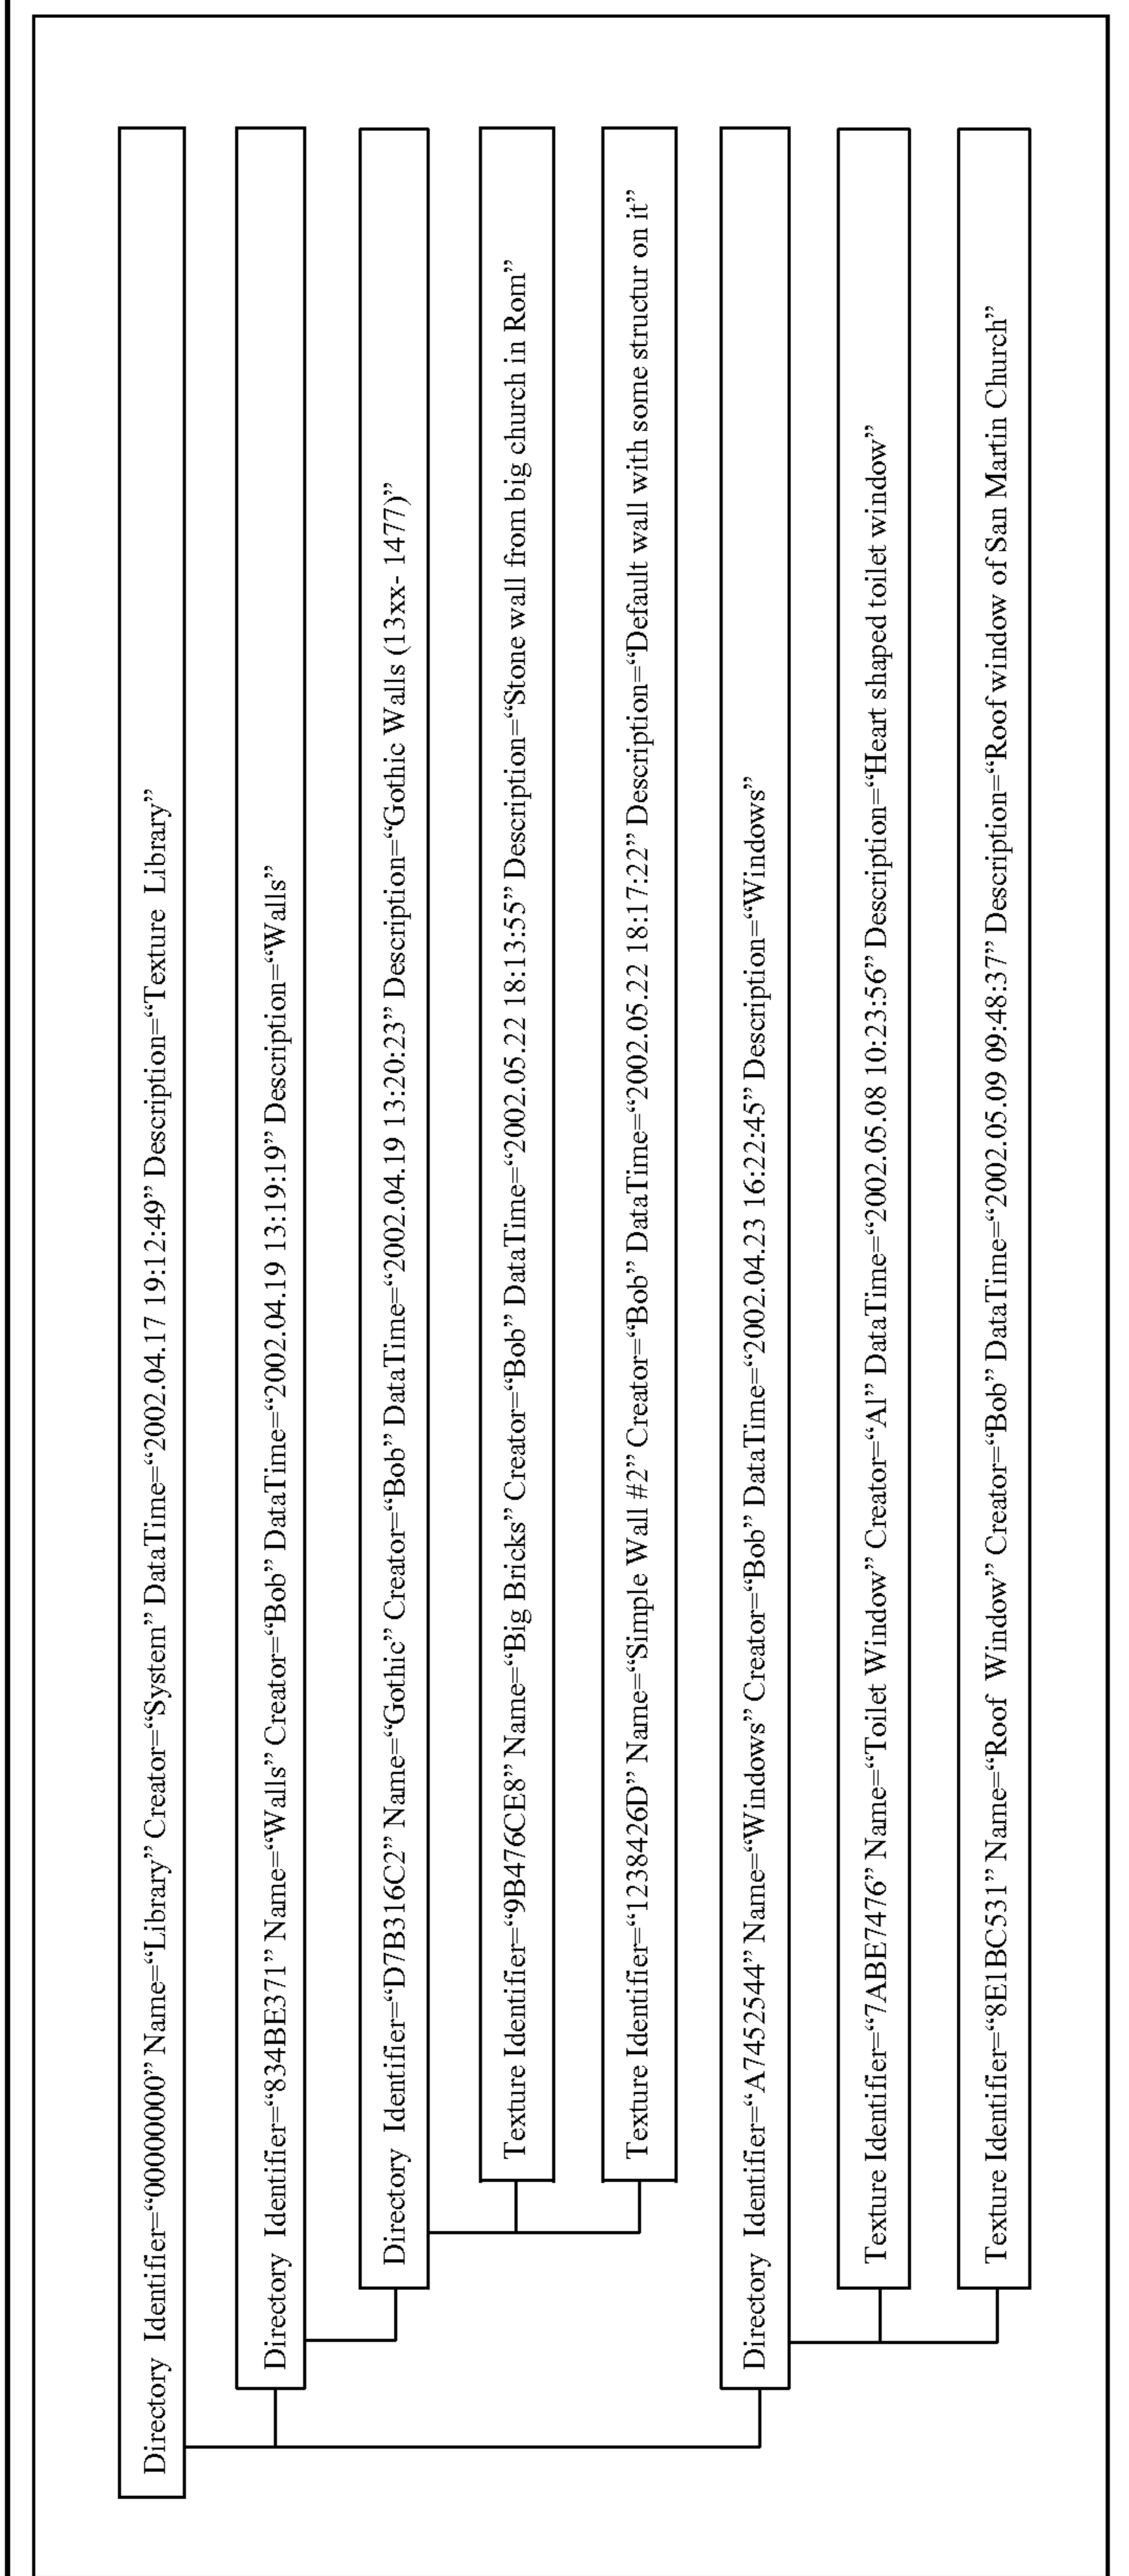 Directory Identifier=“00000000” Name=“Library” Creator=“System” DataTime=“2002.04.17 19:12:49” Description=“Texture Library”
Directory Identifier=“834BE371” Name=“Walls” Creator=“Bob” DataTime=“2002.04.19 13:19:19” Description=“Walls”
Directory Identifier=“D7B316C2” Name=“Gothic” Creator=“Bob” DataTime=“2002.04.19 13:20:23” Description=“Gothic Walls (13xx- 1477)”
Texture Identifier=“9B476CE8” Name=“Big Bricks” Creator=“Bob” DataTime=“2002.05.22 18:13:55” Description=“Stone wall from big church in Rom”
Texture Identifier=“1238426D” Name=“Simple Wall #2” Creator=“Bob” DataTime=“2002.05.22 18:17:22” Description=“Default wall with some structur on it”
Directory Identifier=“A7452544” Name=“Windows” Creator=“Bob” DataTime=“2002.04.23 16:22:45” Description=“Windows”
Texture Identifier=“7ABE7476” Name=“Toilet Window” Creator=“Al” DataTime=“2002.05.08 10:23:56” Description=“Heart shaped toilet window”
Texture Identifier=“8E1BC531” Name=“Roof Window” Creator=“Bob” DataTime=“2002.05.09 09:48:37” Description=“Roof window of San Martin Church”